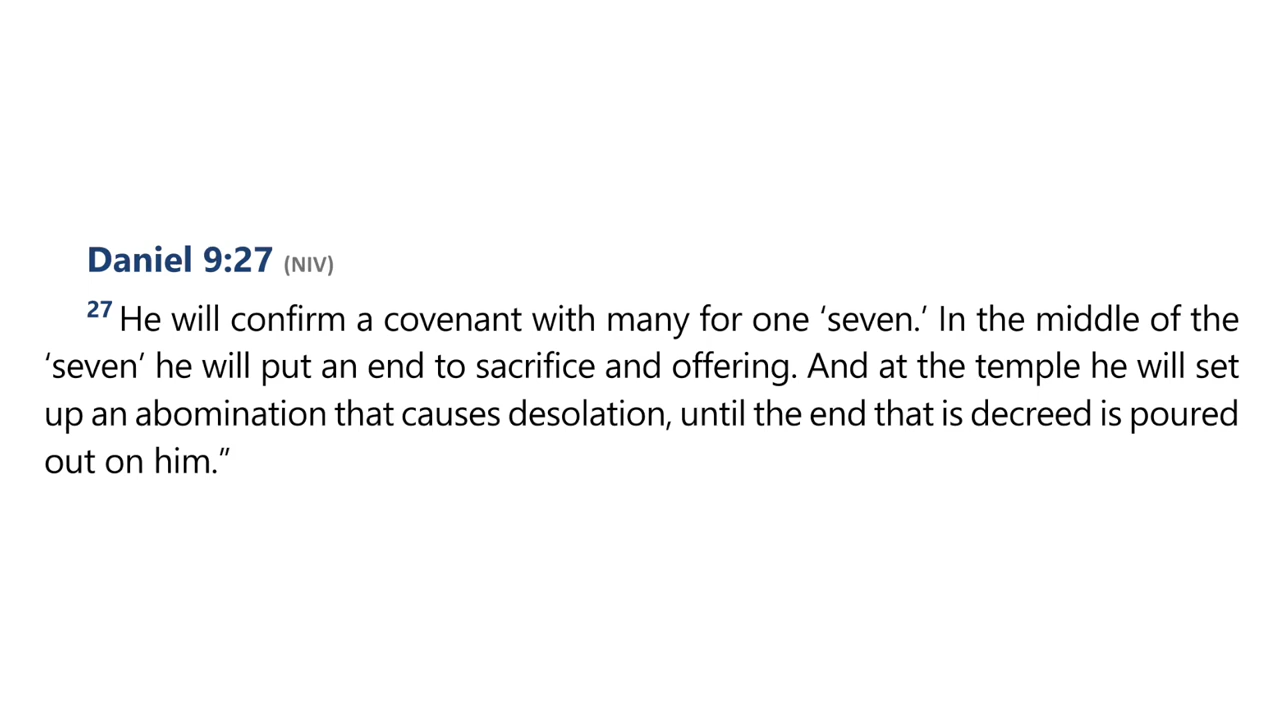 Daniel 9:27 (NIV)
27 He will confirm a covenant with many for one ‘seven.’ In the middle of the
‘seven’ he will put an end to sacrifice and offering. And at the temple he will set
up an abomination that causes desolation, until the end that is decreed is poured
out on him.”